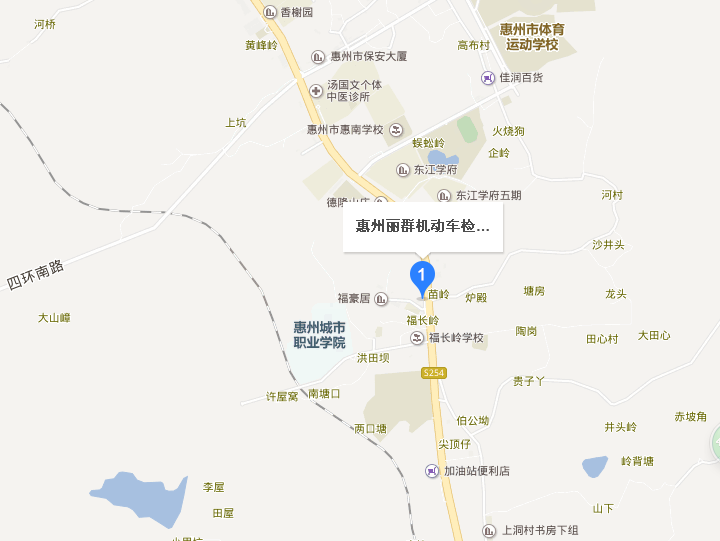 香榭园
河桥
惠州市体育
运动学校
黄峰岭
高布村
惠州市保安大厦
佳润百货
汤国文个体
中医诊所
上坑
惠州市惠南学校
火烧狗
蜈蚣岭
企岭
东江学府
东江学府五期
河村
惠州丽群机动车检...
沙井头
四环南路
1
苗岭
炉殿
塘房
龙头
福豪居
大山嶂
福长岭
惠州城市
职业学院
陶岗
福长岭学校
田心村
大田心
洪田坝
S254
贵子丫
许屋窝
南塘口
赤坡角
伯公坳
井头岭
两口塘
尖顶仔
岭背塘
加油站便利店
李屋
田屋
山下
上洞村书房下组